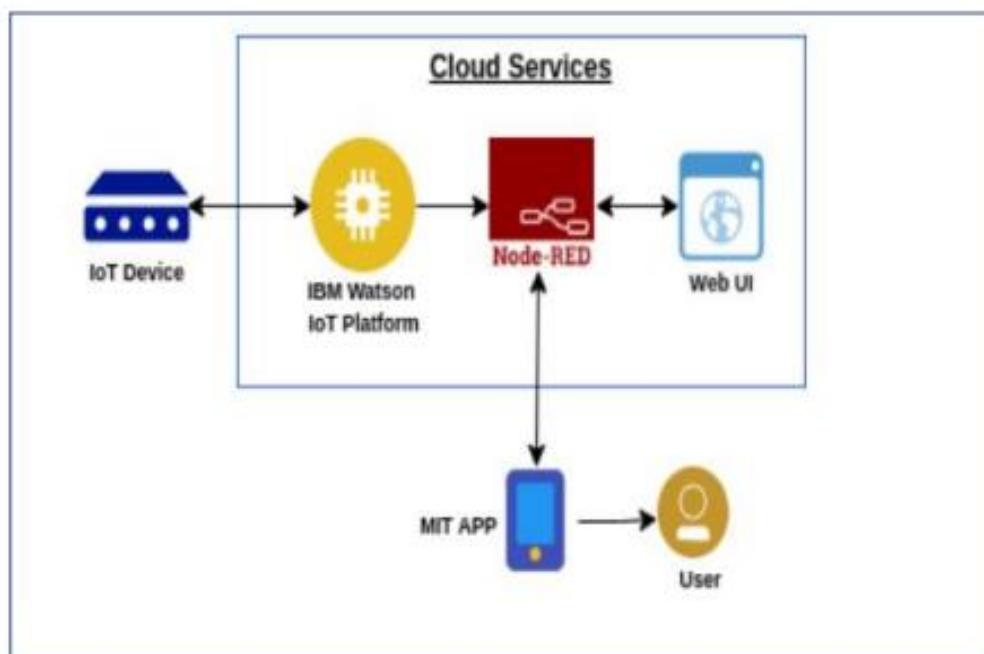 Cloud Services
IoT Device
IBM Watson
IoT Platform
Node-RED
Web UI
MIT APP
User